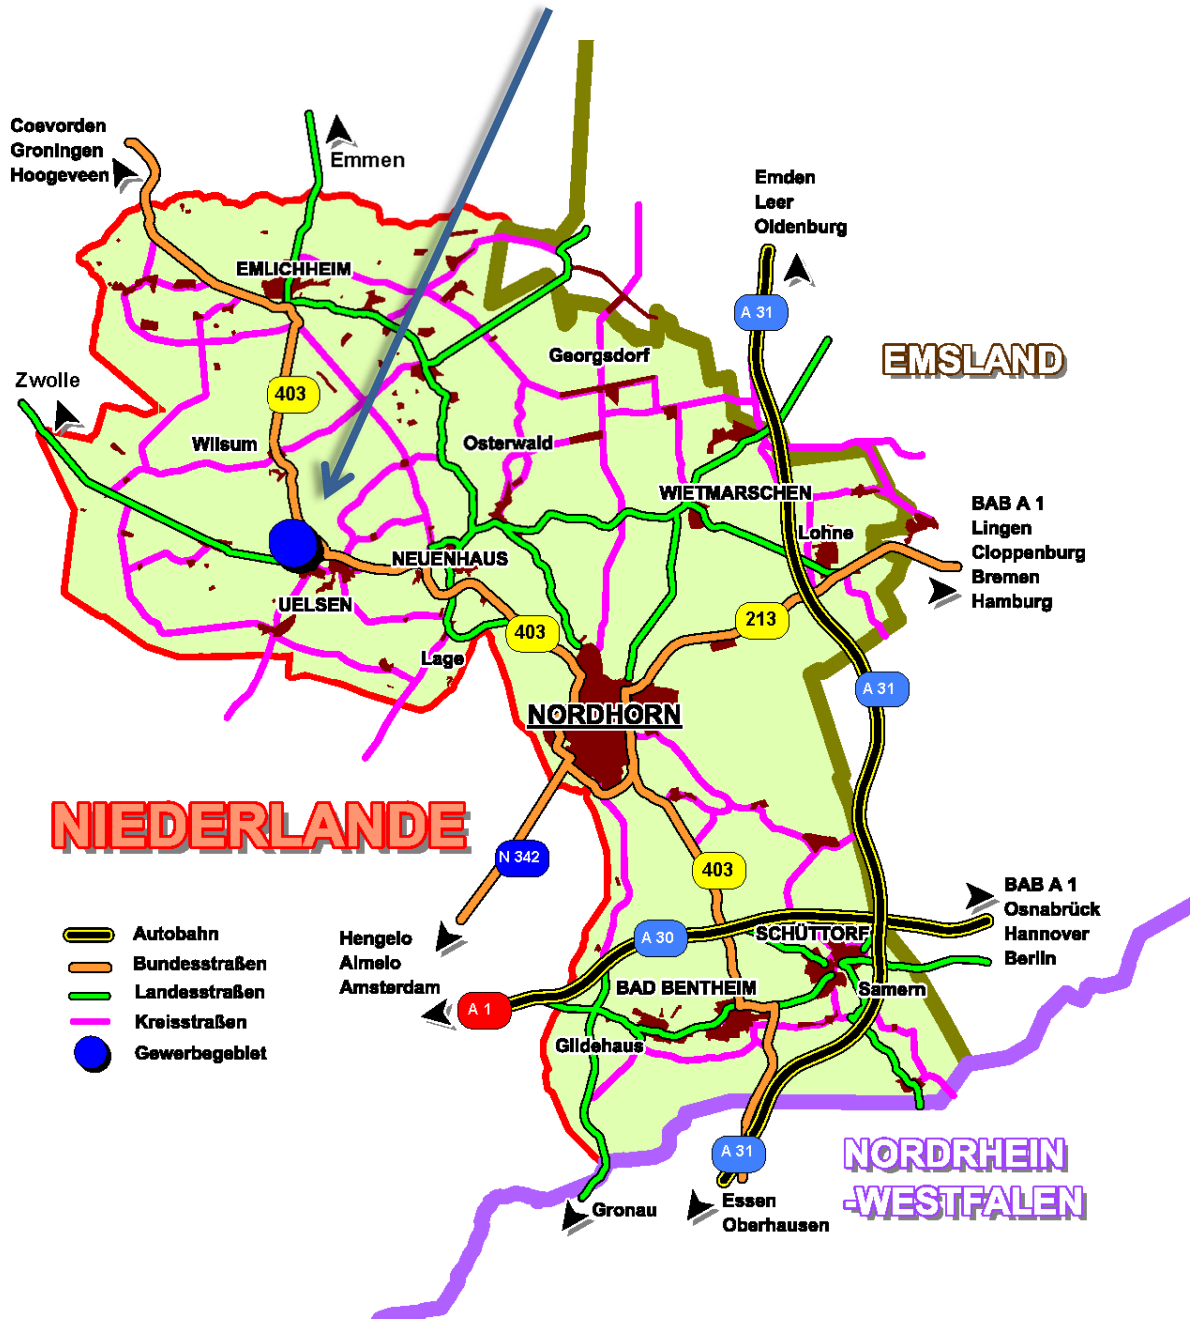 Coevorden
Groningen
Hoogeveen
Emmen
Emden
Leer
Oldenburg
A 31
EMLICHHEIM
Georgsdorf
EMSLAND
Zwolle
403
Wilsum
Osterwald
WIETMARSCHEN
Lohne
BAB A 1
Lingen
Cloppenburg
Bremen
Hamburg
NEUENHAUS
UELSEN
403
213
Lage
A 31
NORDHORN
NIEDERLANDE
N 342
403
BAB A 1
Osnabrück
Hannover
Berlin
Autobahn
Bundesstraßen
Landesstraßen
Kreisstraßen
Gewerbegebiet
Hengelo
Almelo
Amsterdam
A 30
SCHÜTTORF
A 1
BAD BENTHEIM
Samern
Gildehaus
A 31
NORDRHEIN
-WESTFALEN
Gronau
Essen
Oberhausen